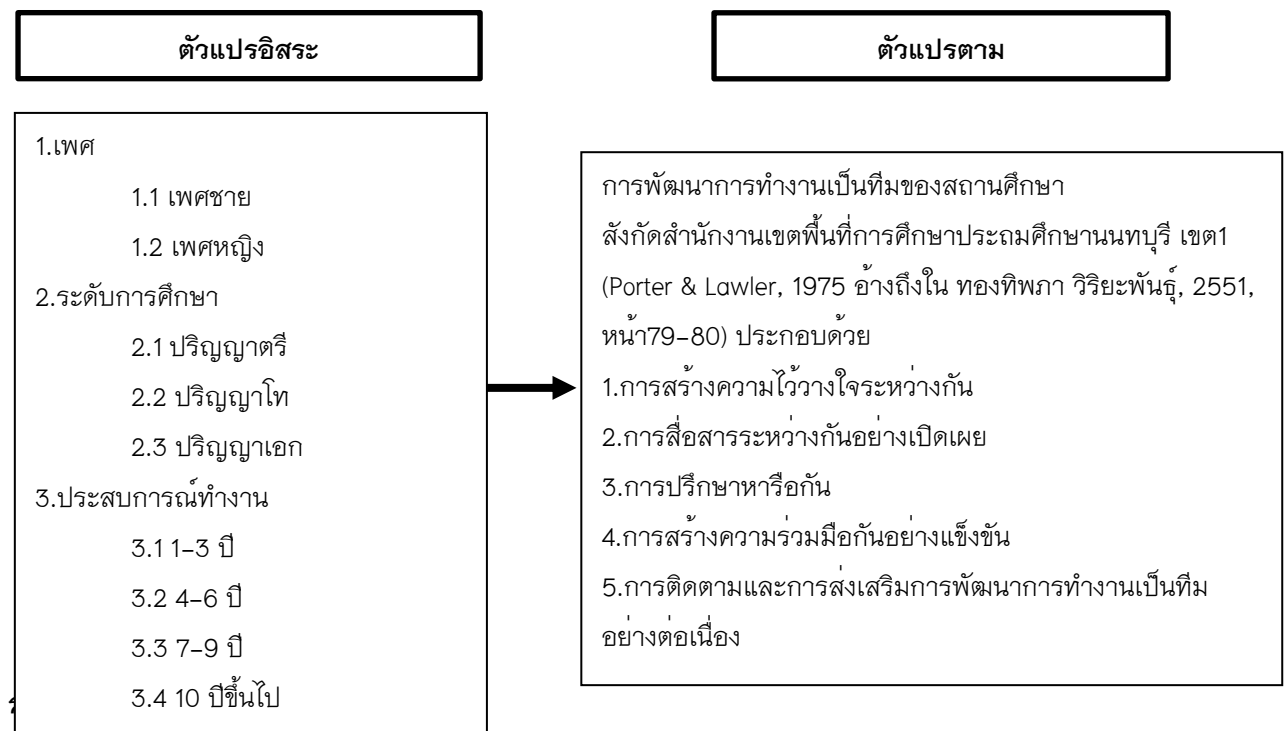 ตัวแปรอิสระ
ตัวแปรตาม
1.เพศ
1.1 เพศชาย
1.2 เพศหญิง
2.ระดับการศึกษา
2.1 ปริญญาตรี
2.2 ปริญญาโท
2.3 ปริญญาเอก
3.ประสบการณ์ทำงาน
3.1 1–3 ปี
3.2 4–6 ปี
3.3 7–9 ปี
3.4 10 ปีขึ้นไป
การพัฒนาการทำงานเป็นทีมของสถานศึกษา
สังกัดสำนักงานเขตพื้นที่การศึกษาประถมศึกษานนทบุรี เขต1
(Porter & Lawler, 1975 อ้างถึงใน ทองทิพภา วิริยะพันธุ์, 2551,
หน้า79–80) ประกอบด้วย
1.การสร้างความไว้วางใจระหว่างกัน
2.การสื่อสารระหว่างกันอย่างเปิดเผย
3.การปรึกษาหารือกัน
4.การสร้างความร่วมมือกันอย่างแข็งขัน
5.การติดตามและการส่งเสริมการพัฒนาการทำงานเป็นทีม
อย่างต่อเนื่อง